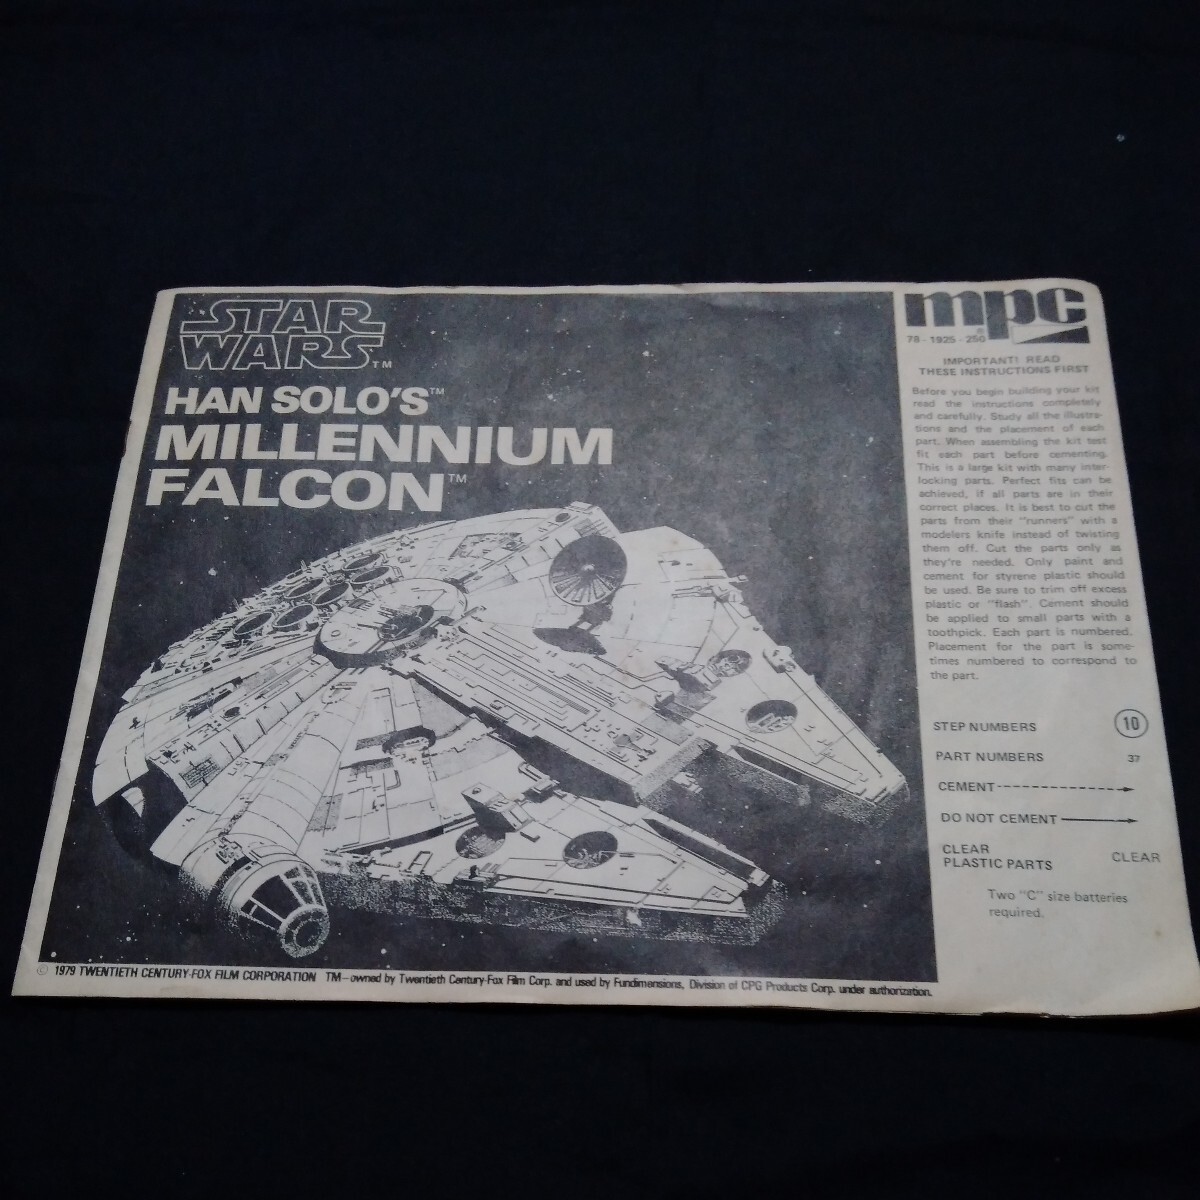 STAR
WARS™
HAN SOLO'S™
MILLENNIUM
FALCON™
© 1979 TWENTIETH CENTURY-FOX FILM CORPORATION TM—owned by Twentieth Century-Fox Film Corp. and used by Fundimensions, Division of CPG Products Corp. under authorization.
mpc®
78-1925-250
IMPORTANT! READ
THESE INSTRUCTIONS FIRST
Before you begin building your kit
read the instructions completely
and carefully. Study all the illustra-
tions and the placement of each
part. When assembling the kit test
fit each part before cementing.
This is a large kit with many inter-
locking parts. Perfect fits can be
achieved, if all parts are in their
correct places. It is best to cut the
parts from their "runners" with a
modelers knife instead of twisting
them off. Cut the parts only as
they're needed. Only paint and
cement for styrene plastic should
be used. Be sure to trim off excess
plastic or "flash". Cement should
be applied to small parts with a
toothpick. Each part is numbered.
Placement for the part is some-
times numbered to correspond to
the part.
STEP NUMBERS 10
PART NUMBERS 37
CEMENT
DO NOT CEMENT
CLEAR
PLASTIC PARTS CLEAR
Two "C" size batteries
required.